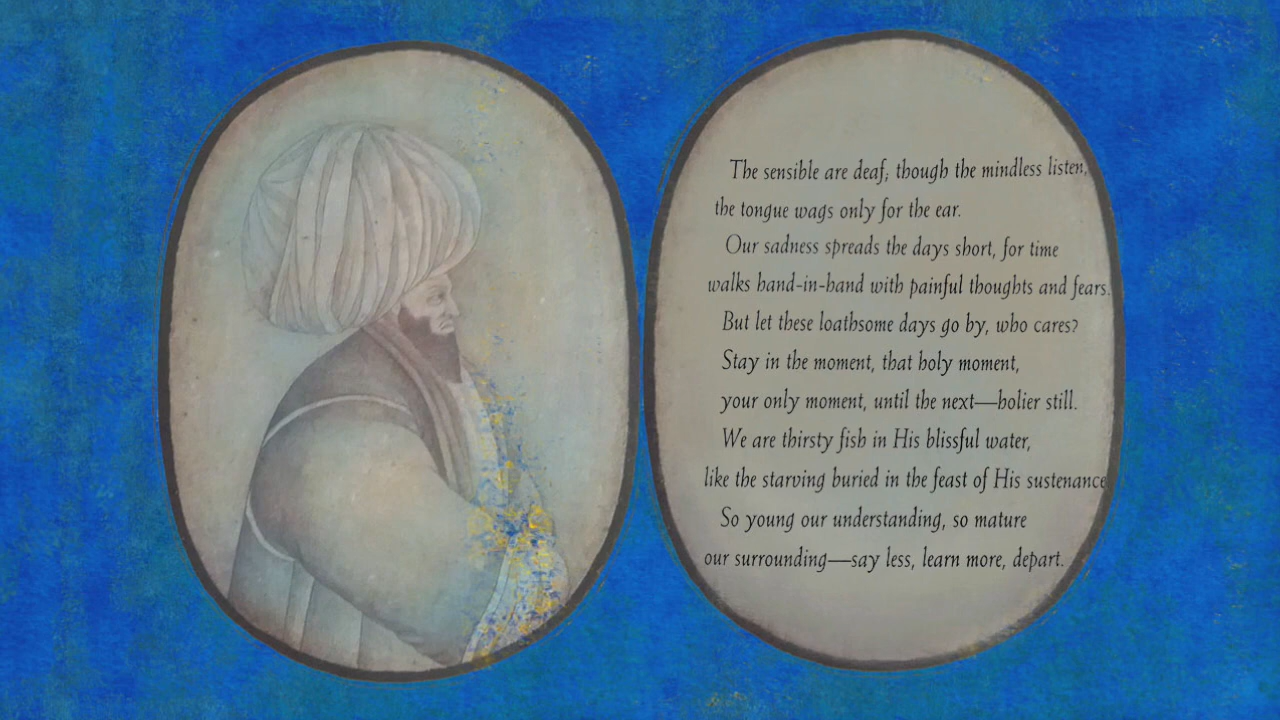 The sensible are deaf; though the mindless listen,
the tongue wags only for the ear.
Our sadness spreads the days short, for time
walks hand-in-hand with painful thoughts and fears.
But let these loathsome days go by, who cares?
Stay in the moment, that holy moment,
your only moment, until the next—holier still.
We are thirsty fish in His blissful water,
like the starving buried in the feast of His sustenance
So young our understanding, so mature
our surrounding—say less, learn more, depart.